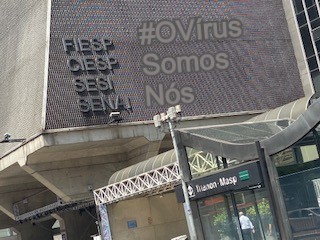 FIESP
CIESP
SESI
SENAI
#OVírus
Somos
Nós
Trianon-Masp